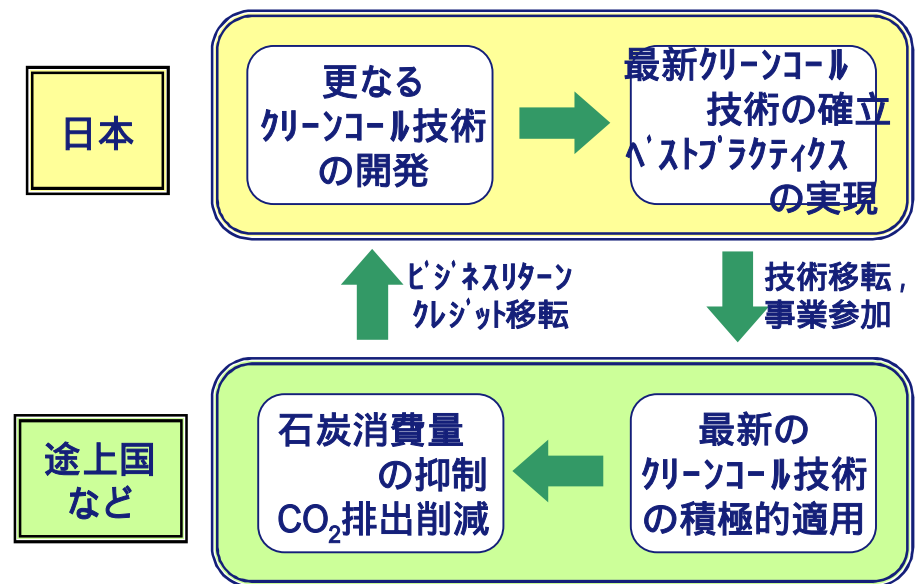 日本
更なる
クリーンコール技術
の開発
最新クリーンコール
技術の確立
ベストプラクティクス
の実現
ビジネスリターン
クレジット移転
技術移転,
事業参加
途上国
など
石炭消費量
の抑制
CO₂排出削減
最新の
クリーンコール技術
の積極的適用